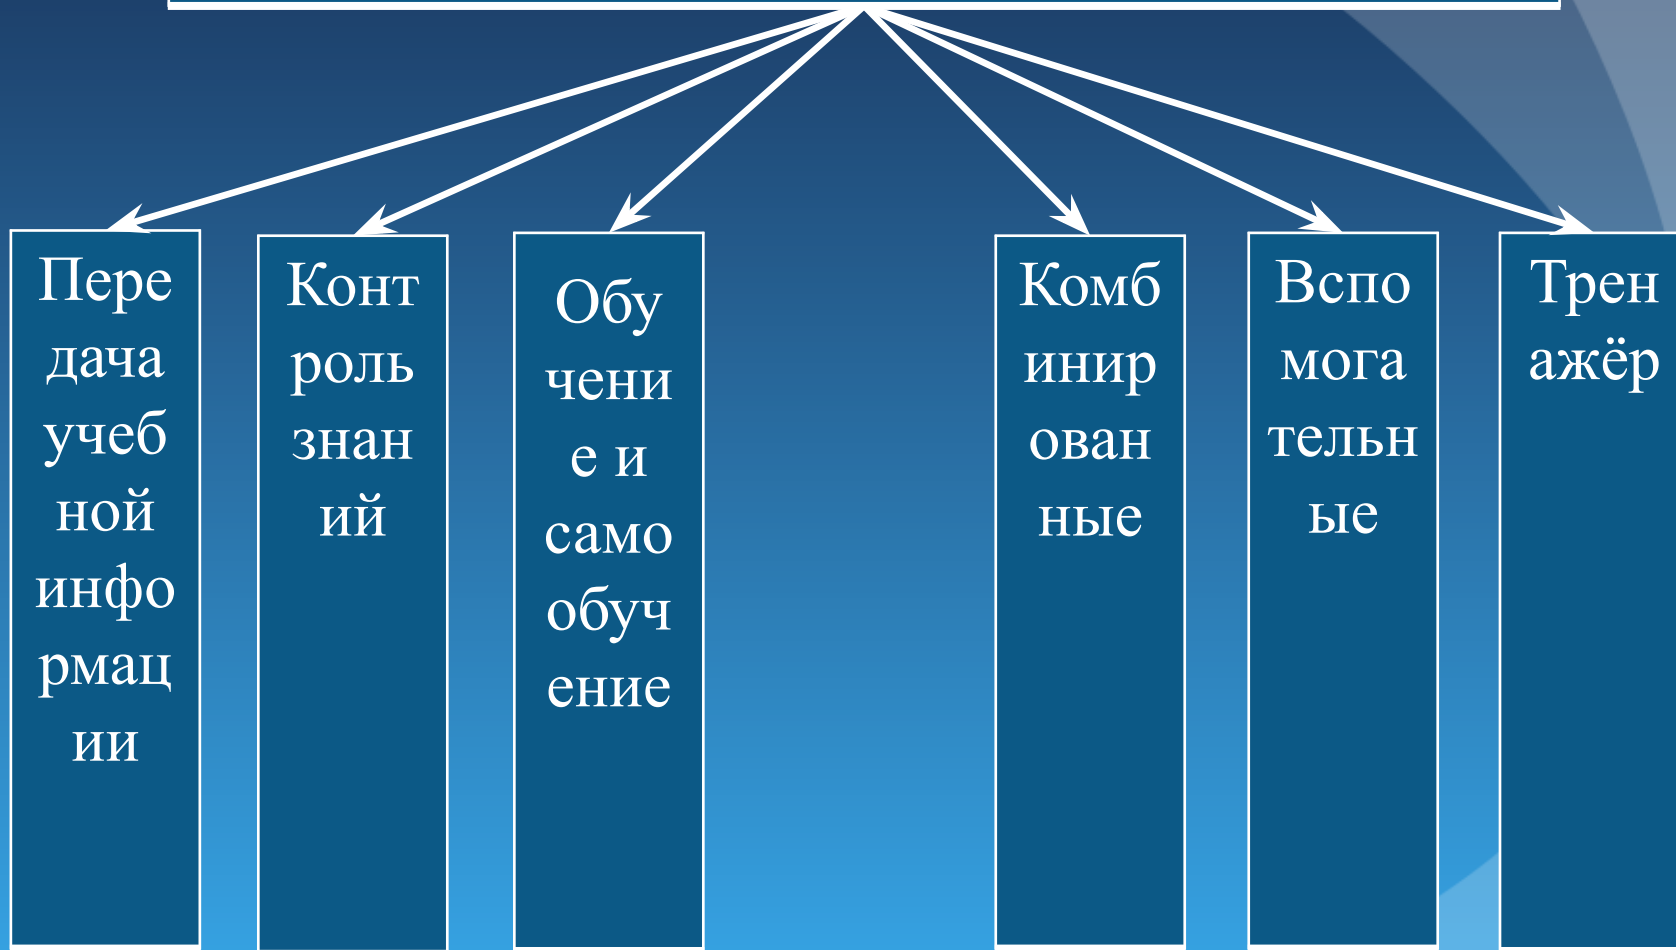 Пере
дача
учеб
ной
инфо
рмац
ии
Конт
роль
знан
ий
Обу
чени
е и
само
обуч
ение
Комб
инир
ован
ные
Вспо
мога
тельн
ые
Трен
ажёр